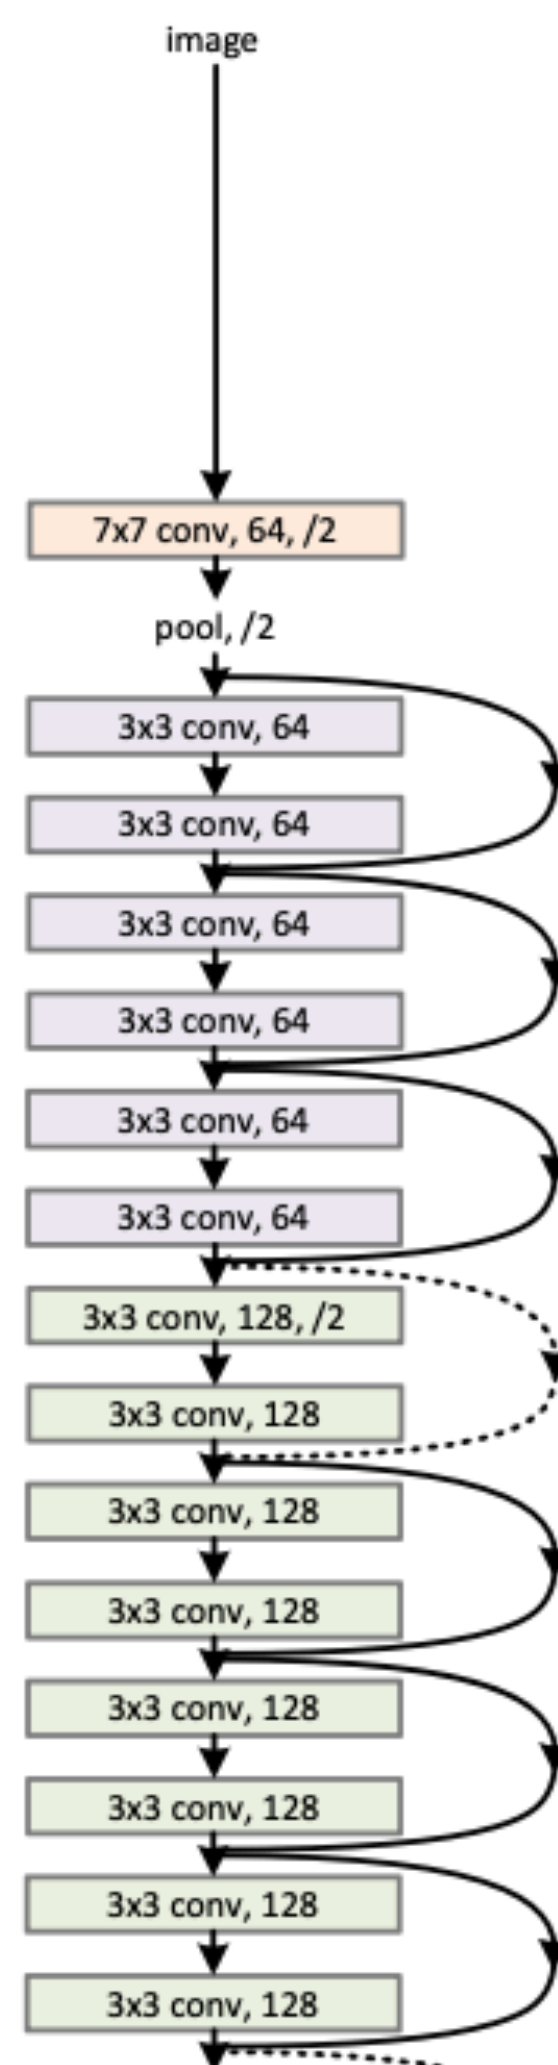 image
7x7 conv, 64, /2
pool, /2
3x3 conv, 64
3x3 conv, 64
3x3 conv, 64
3x3 conv, 64
3x3 conv, 64
3x3 conv, 64
3x3 conv, 128, /2
3x3 conv, 128
3x3 conv, 128
3x3 conv, 128
3x3 conv, 128
3x3 conv, 128
3x3 conv, 128
3x3 conv, 128